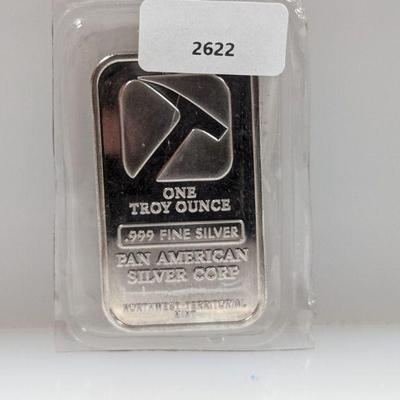 2622
ONE
TROY OUNCE
.999 FINE SILVER
PAN AMERICAN
SILVER CORP
NORTHWEST TERRITORIAL
MINT